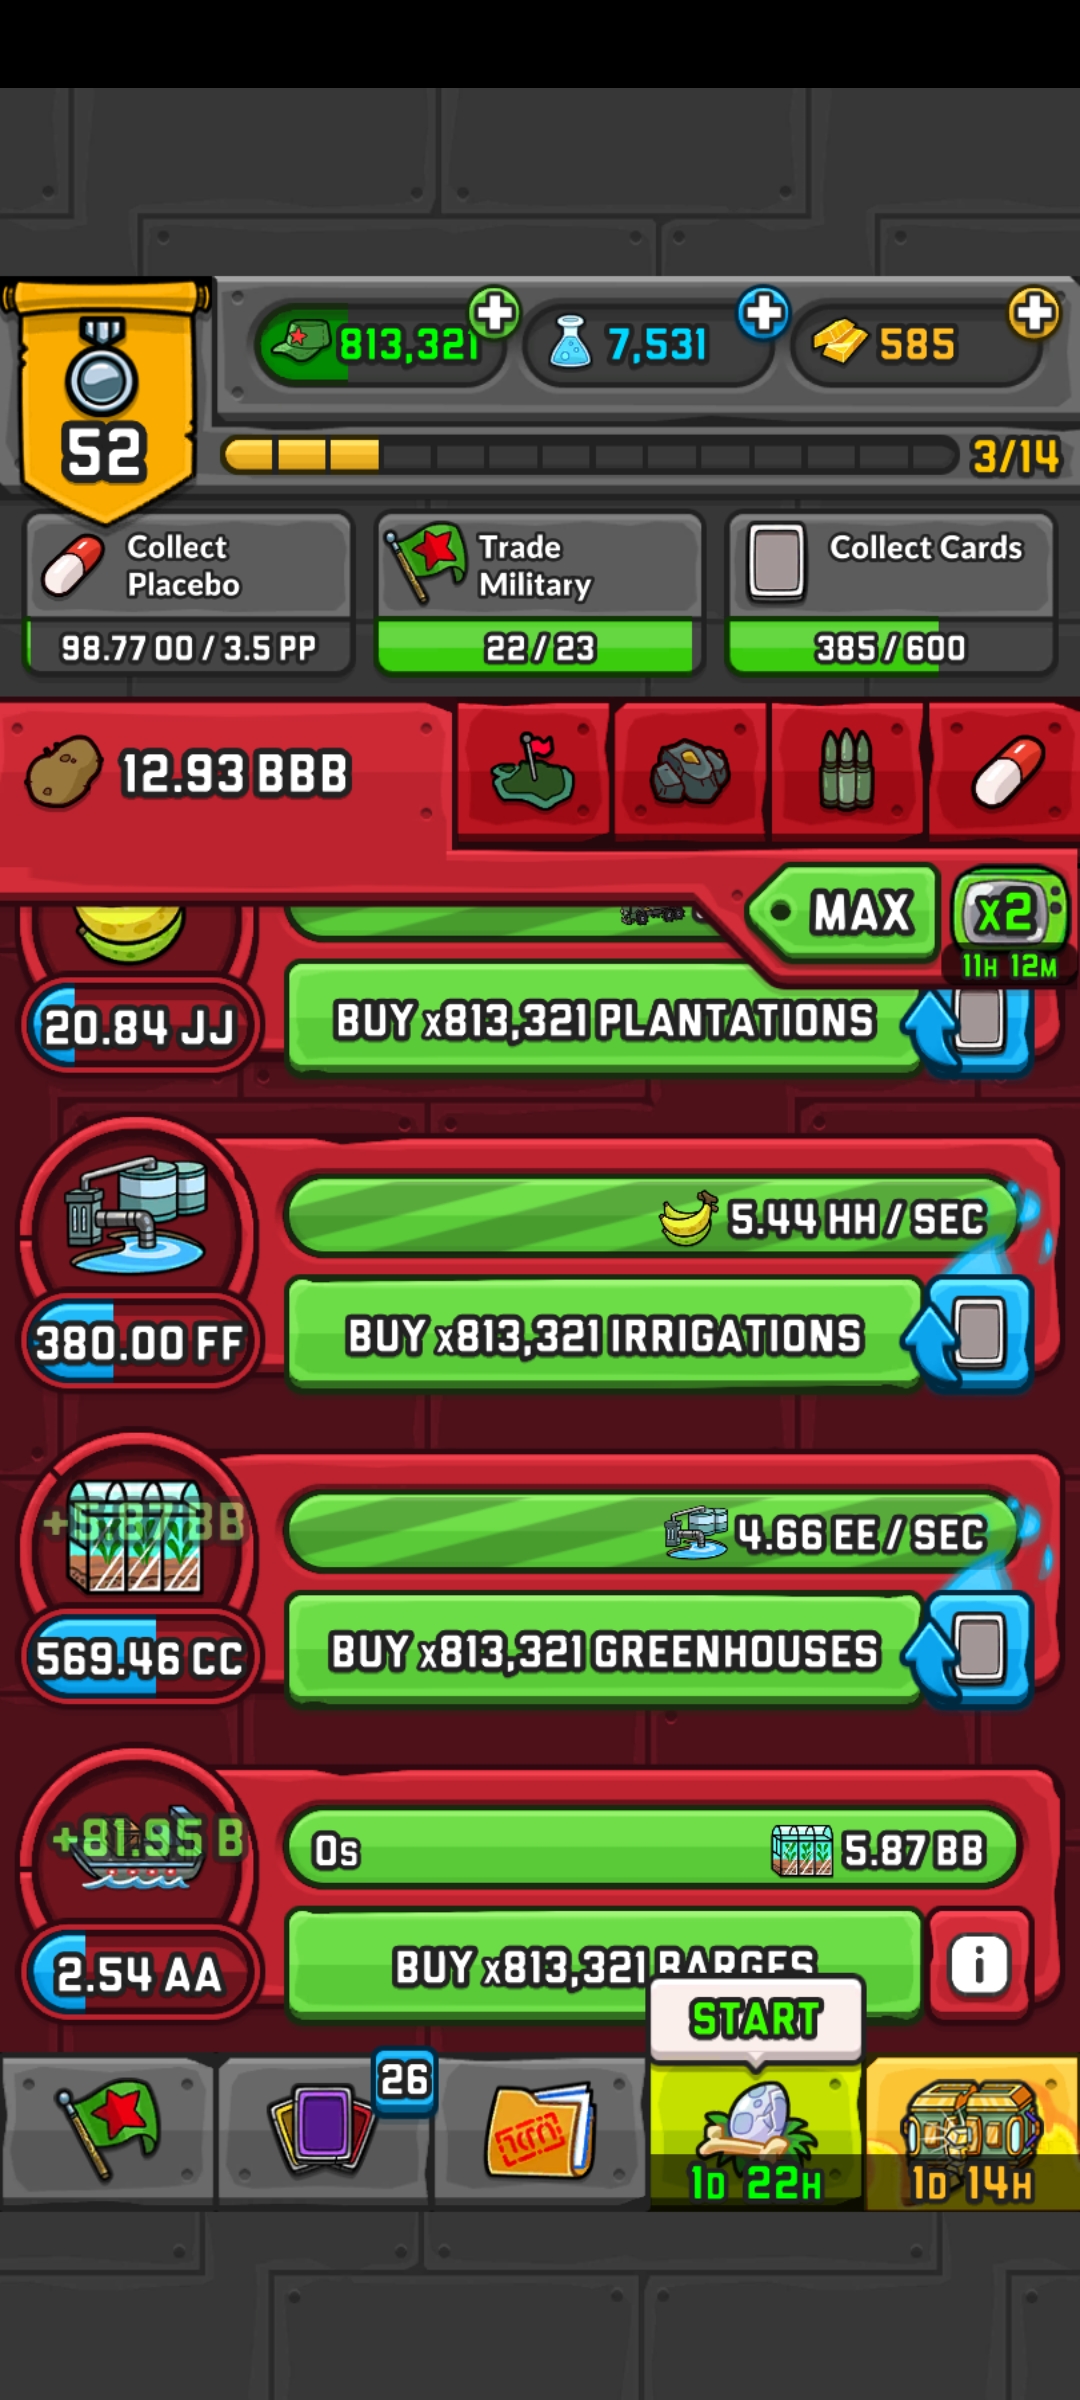 813,321
7,531
585
52
3/14
Collect Placebo
98.77 OO / 3.5 PP
Trade Military
22 / 23
Collect Cards
385 / 600
12.93 BBB
MAX
x2
11H 12M
20.84 JJ
BUY x813,321 PLANTATIONS
5.44 HH / SEC
380.00 FF
BUY x813,321 IRRIGATIONS
+5.87 BB
4.66 EE / SEC
569.46 CC
BUY x813,321 GREENHOUSES
+81.95 B
0s
5.87 BB
2.54 AA
BUY x813,321 BARGES
i
START
26
1D 22H
1D 14H